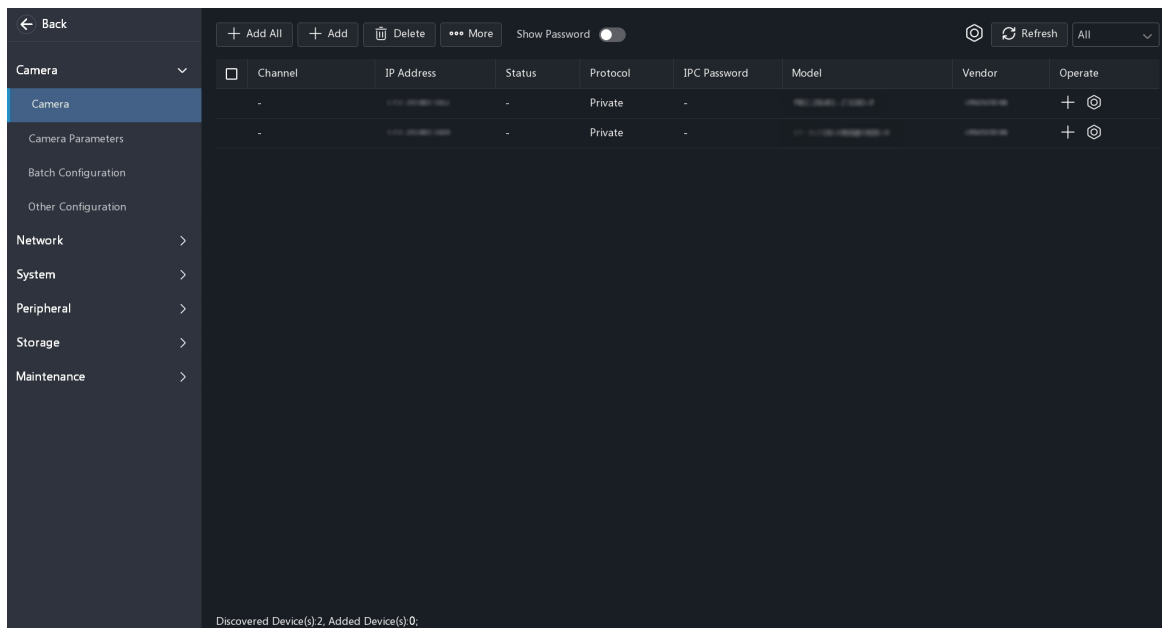 Back
Add All Add Delete More Show Password Refresh All
Camera
Channel IP Address Status Protocol IPC Password Model Vendor Operate
Camera
- - Private -
- - Private -
Camera Parameters
Batch Configuration
Other Configuration
Network
System
Peripheral
Storage
Maintenance
Discovered Device(s):2, Added Device(s):0;